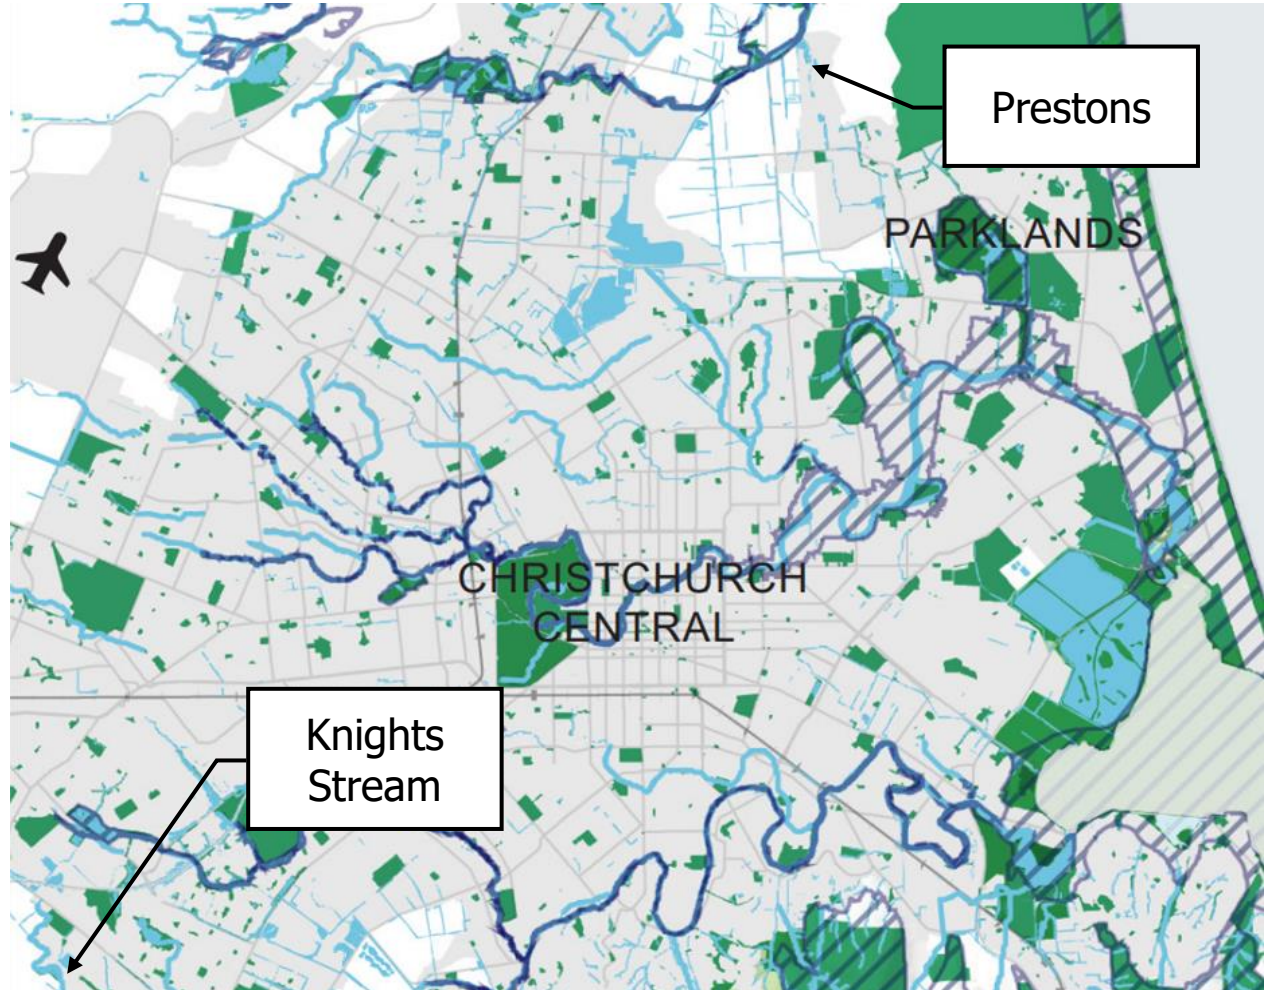 Prestons
PARKLANDS
CHRISTCHURCH
CENTRAL
Knights
Stream